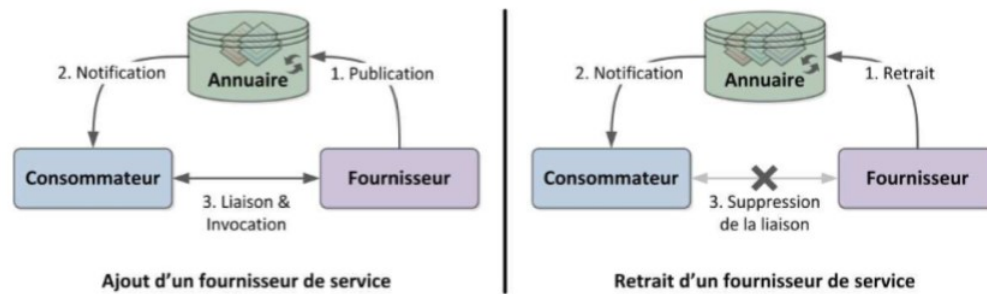 Annuaire
2. Notification
1. Publication
Consommateur
Fournisseur
3. Liaison &
Invocation
Ajout d'un fournisseur de service
Annuaire
2. Notification
1. Retrait
Consommateur
Fournisseur
3. Suppression
de la liaison
Retrait d'un fournisseur de service